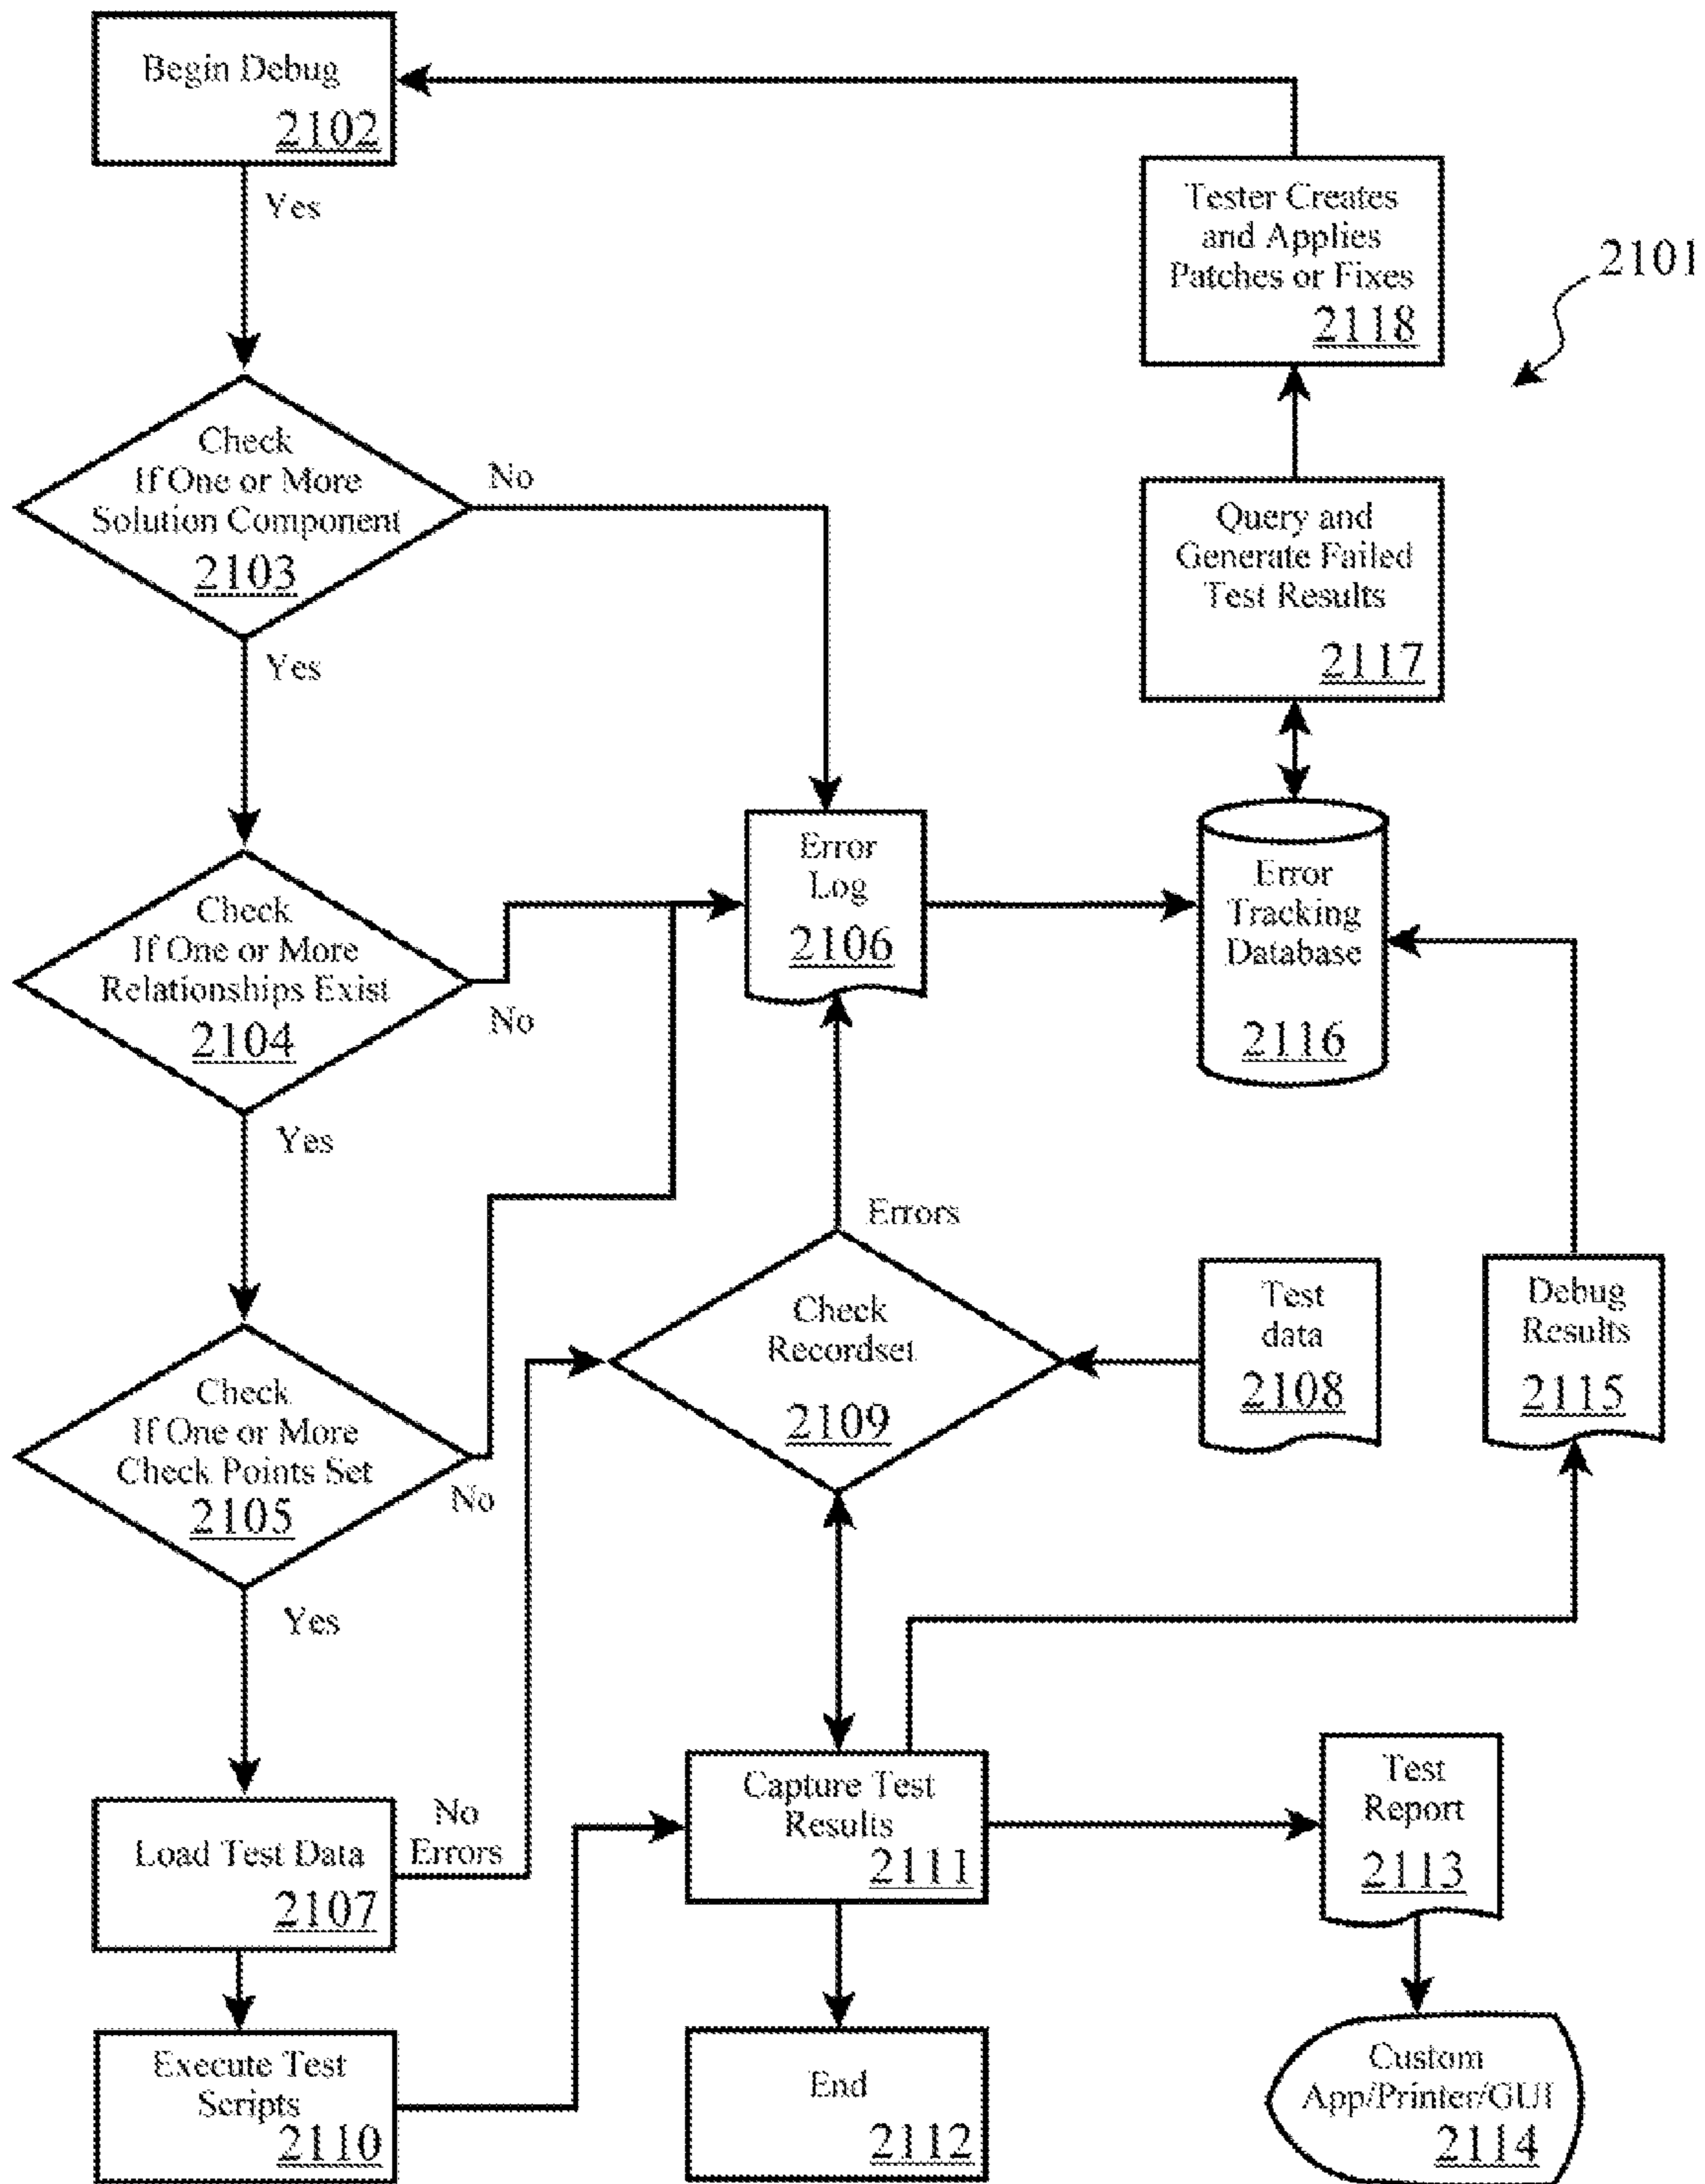 Begin Debug
2102
Yes
Tester Creates
and Applies
Patches or Fixes
2118
2101
Check
If One or More
Solution Component
2103
No
Yes
Query and
Generate Failed
Test Results
2117
Check
If One or More
Relationships Exist
2104
No
Yes
Error
Log
2106
Error
Tracking
Database
2116
Errors
Check
If One or More
Check Points Set
2105
No
Yes
Check
Recordset
2109
Test
data
2108
Debug
Results
2115
Load Test Data
2107
No
Errors
Capture Test
Results
2111
Test
Report
2113
Execute Test
Scripts
2110
End
2112
Custom
App/Printer/GUI
2114